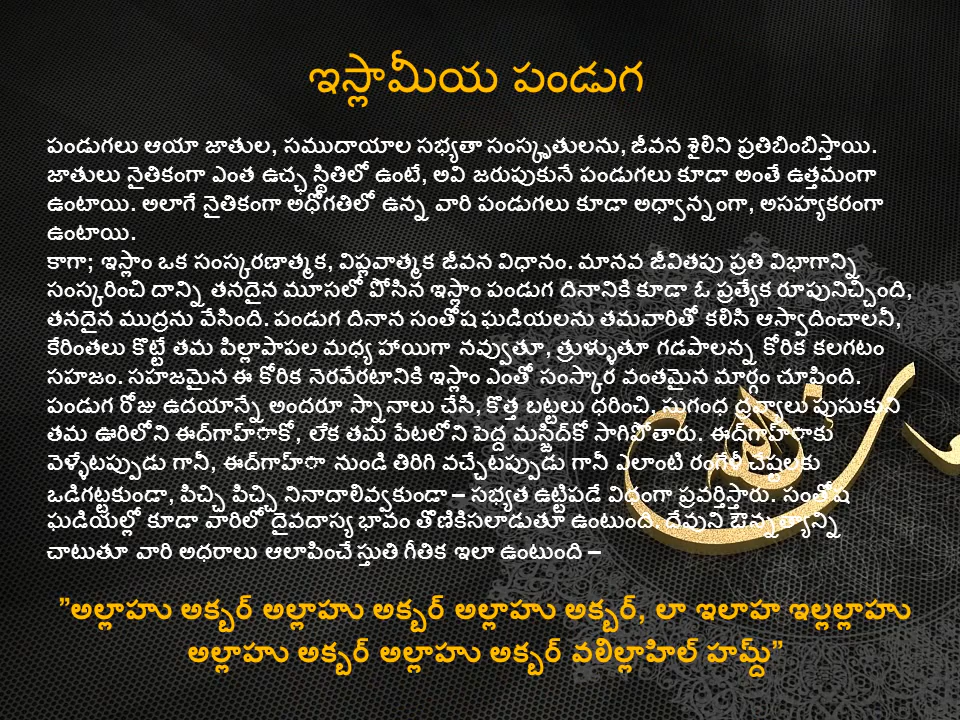 ఇస్లామీయ పండుగ
పండుగలు ఆయా జాతుల, సముదాయాల సభ్యతా సంస్కృతులను, జీవన శైలిని ప్రతిబింబిస్తాయి.
జాతులు నైతికంగా ఎంత ఉచ్ఛ స్థితిలో ఉంటే, అవి జరుపుకునే పండుగలు కూడా అంతే ఉత్తమంగా
ఉంటాయి. అలాగే నైతికంగా అధోగతిలో ఉన్న వారి పండుగలు కూడా అధ్వాన్నంగా, అసహ్యకరంగా
ఉంటాయి.
కాగా; ఇస్లాం ఒక సంస్కరణాత్మక, విప్లవాత్మక జీవన విధానం. మానవ జీవితపు ప్రతి విభాగాన్ని
సంస్కరించి దాన్ని తనదైన మూసలో పోసిన ఇస్లాం పండుగ దినానికి కూడా ఓ ప్రత్యేక రూపునిచ్చింది,
తనదైన ముద్రను వేసింది. పండుగ దినాన సంతోష ఘడియలను తమవారితో కలిసి ఆస్వాదించాలనీ,
కేరింతలు కొట్టే తమ పిల్లాపాపల మధ్య హాయిగా నవ్వుతూ, త్రుళ్ళుతూ గడపాలన్న కోరిక కలగటం
సహజం. సహజమైన ఈ కోరిక నెరవేరటానికి ఇస్లాం ఎంతో సంస్కార వంతమైన మార్గం చూపింది.
పండుగ రోజు ఉదయాన్నే అందరూ స్నానాలు చేసి, కొత్త బట్టలు ధరించి, సుగంధ ద్రవ్యాలు పుసుకుని
తమ ఊరిలోని ఈద్‌గాహ్‌ాకో, లేక తమ పేటలోని పెద్ద మస్జిద్‌కో సాగిపోతారు. ఈద్‌గాహ్‌ాకు
వెళ్ళేటప్పుడు గానీ, ఈద్‌గాహ్‌ా నుండి తిరిగి వచ్చేటప్పుడు గానీ ఎలాంటి రంగేళీ చేష్టలకు
ఒడిగట్టకుండా, పిచ్చి పిచ్చి నినాదాలివ్వకుండా – సభ్యత ఉట్టిపడే విధంగా ప్రవర్తిస్తారు. సంతోష
ఘడియల్లో కూడా వారిలో దైవదాస్య భావం తొణికిసలాడుతూ ఉంటుంది. దేవుని ఔన్నత్యాన్ని
చాటుతూ వారి అధరాలు ఆలాపించే స్తుతి గీతిక ఇలా ఉంటుంది –
”అల్లాహు అక్బర్ అల్లాహు అక్బర్ అల్లాహు అక్బర్, లా ఇలాహ ఇల్లల్లాహు
అల్లాహు అక్బర్ అల్లాహు అక్బర్ వలిల్లాహిల్ హమ్ద్”